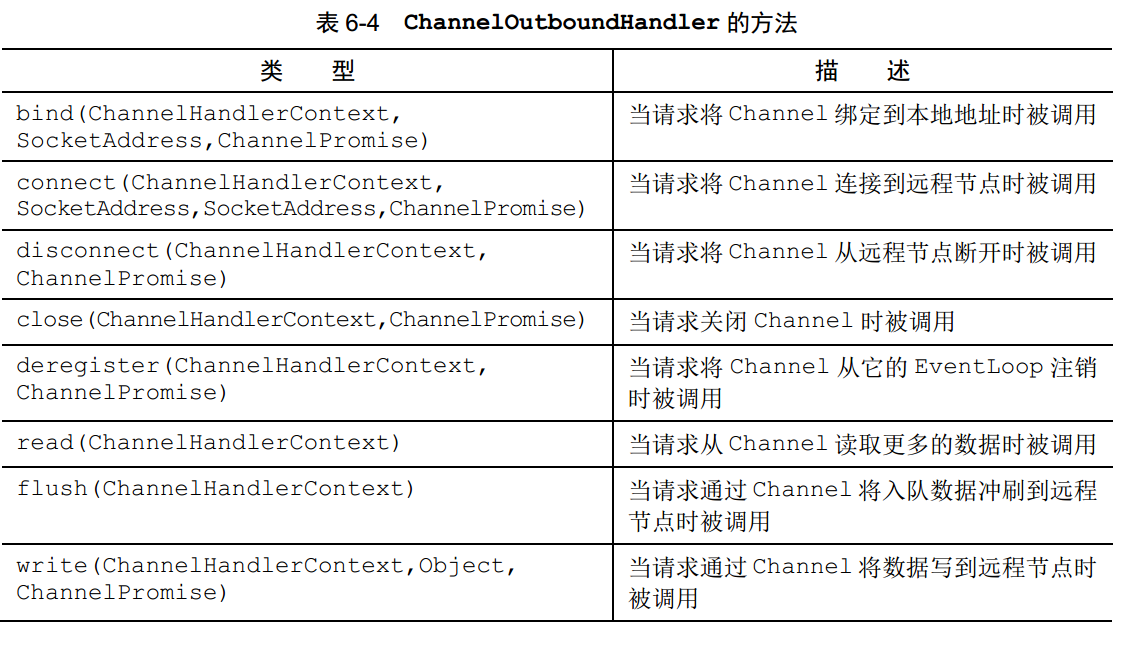 表 6-4 ChannelOutboundHandler 的方法
类 型
描 述
bind(ChannelHandlerContext,
SocketAddress,ChannelPromise)
当请求将 Channel 绑定到本地地址时被调用
connect(ChannelHandlerContext,
SocketAddress,SocketAddress,ChannelPromise)
当请求将 Channel 连接到远程节点时被调用
disconnect(ChannelHandlerContext,
ChannelPromise)
当请求将 Channel 从远程节点断开时被调用
close(ChannelHandlerContext,ChannelPromise)
当请求关闭 Channel 时被调用
deregister(ChannelHandlerContext,
ChannelPromise)
当请求将 Channel 从它的 EventLoop 注销
时被调用
read(ChannelHandlerContext)
当请求从 Channel 读取更多的数据时被调用
flush(ChannelHandlerContext)
当请求通过 Channel 将入队数据冲刷到远程
节点时被调用
write(ChannelHandlerContext,Object,
ChannelPromise)
当请求通过 Channel 将数据写到远程节点时
被调用